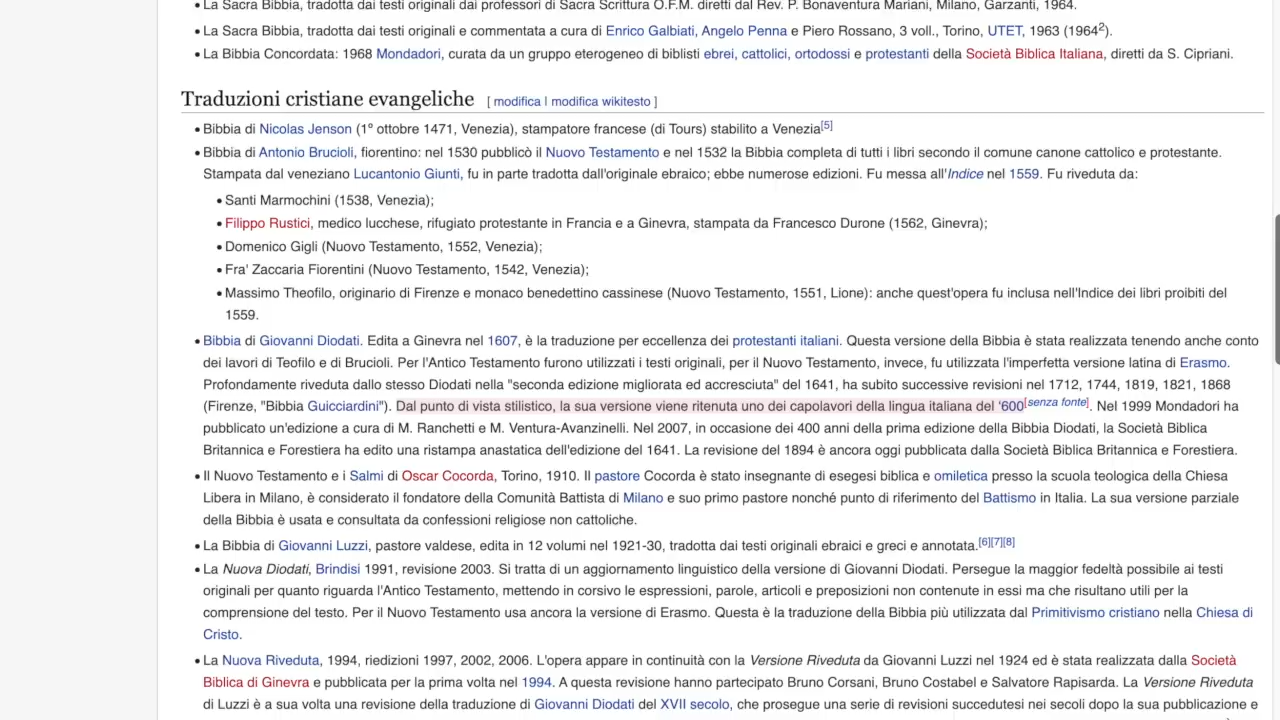 • La Sacra Bibbia, tradotta dai testi originali dai professori di Sacra Scrittura O.F.M. diretti dal Rev. P. Bonaventura Mariani, Milano, Garzanti, 1964.
• La Sacra Bibbia, tradotta dai testi originali e commentata a cura di Enrico Galbiati, Angelo Penna e Piero Rossano, 3 voll., Torino, UTET, 1963 (1964²).
• La Bibbia Concordata: 1968 Mondadori, curata da un gruppo eterogeneo di biblisti ebrei, cattolici, ortodossi e protestanti della Società Biblica Italiana, diretti da S. Cipriani.
Traduzioni cristiane evangeliche [ modifica | modifica wikitesto ]
• Bibbia di Nicolas Jenson (1º ottobre 1471, Venezia), stampatore francese (di Tours) stabilito a Venezia[5]
• Bibbia di Antonio Brucioli, fiorentino: nel 1530 pubblicò il Nuovo Testamento e nel 1532 la Bibbia completa di tutti i libri secondo il comune canone cattolico e protestante.
Stampata dal veneziano Lucantonio Giunti, fu in parte tradotta dall'originale ebraico; ebbe numerose edizioni. Fu messa all'Indice nel 1559. Fu riveduta da:
• Santi Marmochini (1538, Venezia);
• Filippo Rustici, medico lucchese, rifugiato protestante in Francia e a Ginevra, stampata da Francesco Durone (1562, Ginevra);
• Domenico Gigli (Nuovo Testamento, 1552, Venezia);
• Fra' Zaccaria Fiorentini (Nuovo Testamento, 1542, Venezia);
• Massimo Theofilo, originario di Firenze e monaco benedettino cassinese (Nuovo Testamento, 1551, Lione): anche quest'opera fu inclusa nell'Indice dei libri proibiti del
1559.
• Bibbia di Giovanni Diodati. Edita a Ginevra nel 1607, è la traduzione per eccellenza dei protestanti italiani. Questa versione della Bibbia è stata realizzata tenendo anche conto
dei lavori di Teofilo e di Brucioli. Per l'Antico Testamento furono utilizzati i testi originali, per il Nuovo Testamento, invece, fu utilizzata l'imperfetta versione latina di Erasmo.
Profondamente riveduta dallo stesso Diodati nella "seconda edizione migliorata ed accresciuta" del 1641, ha subito successive revisioni nel 1712, 1744, 1819, 1821, 1868
(Firenze, "Bibbia Guicciardini"). Dal punto di vista stilistico, la sua versione viene ritenuta uno dei capolavori della lingua italiana del ‘600[senza fonte]. Nel 1999 Mondadori ha
pubblicato un'edizione a cura di M. Ranchetti e M. Ventura-Avanzinelli. Nel 2007, in occasione dei 400 anni della prima edizione della Bibbia Diodati, la Società Biblica
Britannica e Forestiera ha edito una ristampa anastatica dell'edizione del 1641. La revisione del 1894 è ancora oggi pubblicata dalla Società Biblica Britannica e Forestiera.
• Il Nuovo Testamento e i Salmi di Oscar Cocorda, Torino, 1910. Il pastore Cocorda è stato insegnante di esegesi biblica e omiletica presso la scuola teologica della Chiesa
Libera in Milano, è considerato il fondatore della Comunità Battista di Milano e suo primo pastore nonché punto di riferimento del Battismo in Italia. La sua versione parziale
della Bibbia è usata e consultata da confessioni religiose non cattoliche.
• La Bibbia di Giovanni Luzzi, pastore valdese, edita in 12 volumi nel 1921-30, tradotta dai testi originali ebraici e greci e annotata.[6][7][8]
• La Nuova Diodati, Brindisi 1991, revisione 2003. Si tratta di un aggiornamento linguistico della versione di Giovanni Diodati. Persegue la maggior fedeltà possibile ai testi
originali per quanto riguarda l'Antico Testamento, mettendo in corsivo le espressioni, parole, articoli e preposizioni non contenute in essi ma che risultano utili per la
comprensione del testo. Per il Nuovo Testamento usa ancora la versione di Erasmo. Questa è la traduzione della Bibbia più utilizzata dal Primitivismo cristiano nella Chiesa di
Cristo.
• La Nuova Riveduta, 1994, riedizioni 1997, 2002, 2006. L'opera appare in continuità con la Versione Riveduta da Giovanni Luzzi nel 1924 ed è stata realizzata dalla Società
Biblica di Ginevra e pubblicata per la prima volta nel 1994. A questa revisione hanno partecipato Bruno Corsani, Bruno Costabel e Salvatore Rapisarda. La Versione Riveduta
di Luzzi è a sua volta una revisione della traduzione di Giovanni Diodati del XVII secolo, che prosegue una serie di revisioni succedutesi nei secoli dopo la sua pubblicazione e